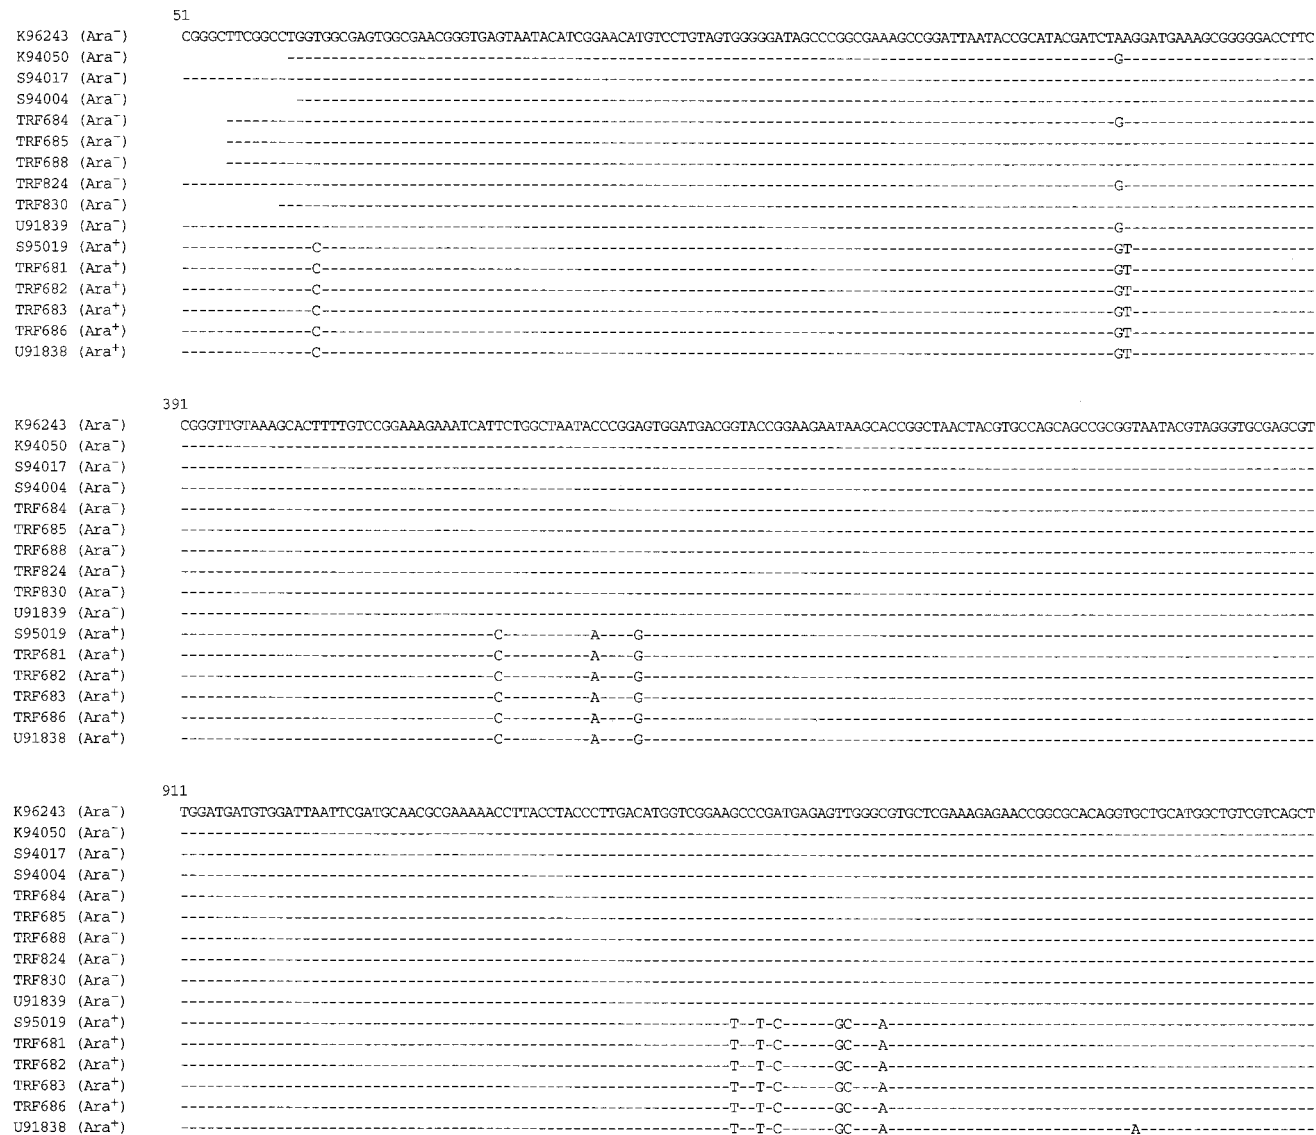 51
K96243 (Ara⁻) CGGGCTTCGGCCTGGTGGCGAGTGGCGAACGGGTGAGTAATACATCGGAACATGTCCTGTAGTGGGGGATAGCCCGGCGAAAGCCGGATTAATACCGCATACGATCTAAGGATGAAAGCGGGGGACCTTC
K94050 (Ara⁻) ----------G----------
S94017 (Ara⁻) --------------------
S94004 (Ara⁻) --------------------
TRF684 (Ara⁻) ----------G----------
TRF685 (Ara⁻) --------------------
TRF688 (Ara⁻) --------------------
TRF824 (Ara⁻) ----------G----------
TRF830 (Ara⁻) --------------------
U91839 (Ara⁻) ----------G----------
S95019 (Ara⁺) ---------------C----------GT----------
TRF681 (Ara⁺) ---------------C----------GT----------
TRF682 (Ara⁺) ---------------C----------GT----------
TRF683 (Ara⁺) ---------------C----------GT----------
TRF686 (Ara⁺) ---------------C----------GT----------
U91838 (Ara⁺) ---------------C----------GT----------
391
K96243 (Ara⁻) CGGGTTGTAAAGCACTTTTGTCCGGAAAGAAATCATTCTGGCTAATACCCGGAGTGGATGACGGTACCGGAAGAATAAGCACCGGCTAACTACGTGCCAGCAGCCGCGGTAATACGTAGGGTGCGAGCGT
K94050 (Ara⁻) --------------------
S94017 (Ara⁻) --------------------
S94004 (Ara⁻) --------------------
TRF684 (Ara⁻) --------------------
TRF685 (Ara⁻) --------------------
TRF688 (Ara⁻) --------------------
TRF824 (Ara⁻) --------------------
TRF830 (Ara⁻) --------------------
U91839 (Ara⁻) --------------------
S95019 (Ara⁺) ----------C----------A----G----------
TRF681 (Ara⁺) ----------C----------A----G----------
TRF682 (Ara⁺) ----------C----------A----G----------
TRF683 (Ara⁺) ----------C----------A----G----------
TRF686 (Ara⁺) ----------C----------A----G----------
U91838 (Ara⁺) ----------C----------A----G----------
911
K96243 (Ara⁻) TGGATGATGTGGATTAATTCGATGCAACGCGAAAAACCTTACCTACCCTTGACATGGTCGGAAGCCCGATGAGAGTTGGGCGTGCTCGAAAGAGAACCGGCGCACAGGTGCTGCATGGCTGTCGTCAGCT
K94050 (Ara⁻) --------------------
S94017 (Ara⁻) --------------------
S94004 (Ara⁻) --------------------
TRF684 (Ara⁻) --------------------
TRF685 (Ara⁻) --------------------
TRF688 (Ara⁻) --------------------
TRF824 (Ara⁻) --------------------
TRF830 (Ara⁻) --------------------
U91839 (Ara⁻) --------------------
S95019 (Ara⁺) ----------T--T-C------GC---A----------
TRF681 (Ara⁺) ----------T--T-C------GC---A----------
TRF682 (Ara⁺) ----------T--T-C------GC---A----------
TRF683 (Ara⁺) ----------T--T-C------GC---A----------
TRF686 (Ara⁺) ----------T--T-C------GC---A----------
U91838 (Ara⁺) ----------T--T-C------GC---A----------A----------